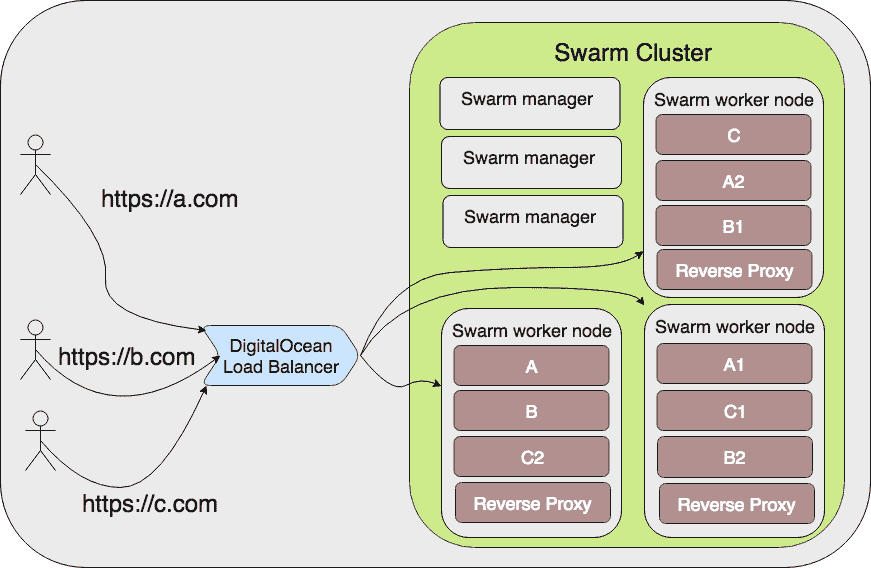 Swarm Cluster
Swarm manager
Swarm manager
Swarm manager
Swarm worker node
C
A2
B1
Reverse Proxy
https://a.com
https://b.com
https://c.com
DigitalOcean
Load Balancer
Swarm worker node
A
B
C2
Reverse Proxy
Swarm worker node
A1
C1
B2
Reverse Proxy